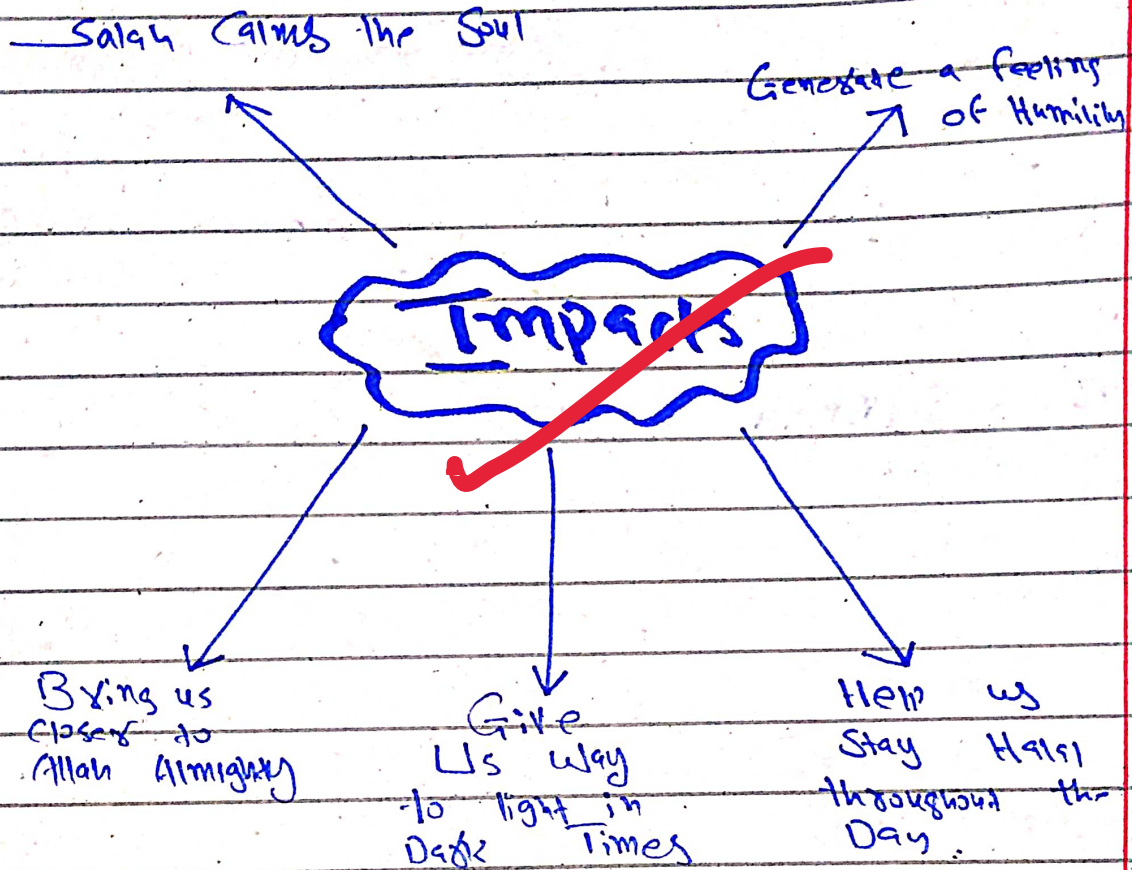 Salah Calms the Soul
Generate a feeling
of Humility
Impacts
Bring us
closer to
Allah Almighty
Give
Us Way
to light in
Dark Times
Help us
Stay Halal
throughout the
Day.